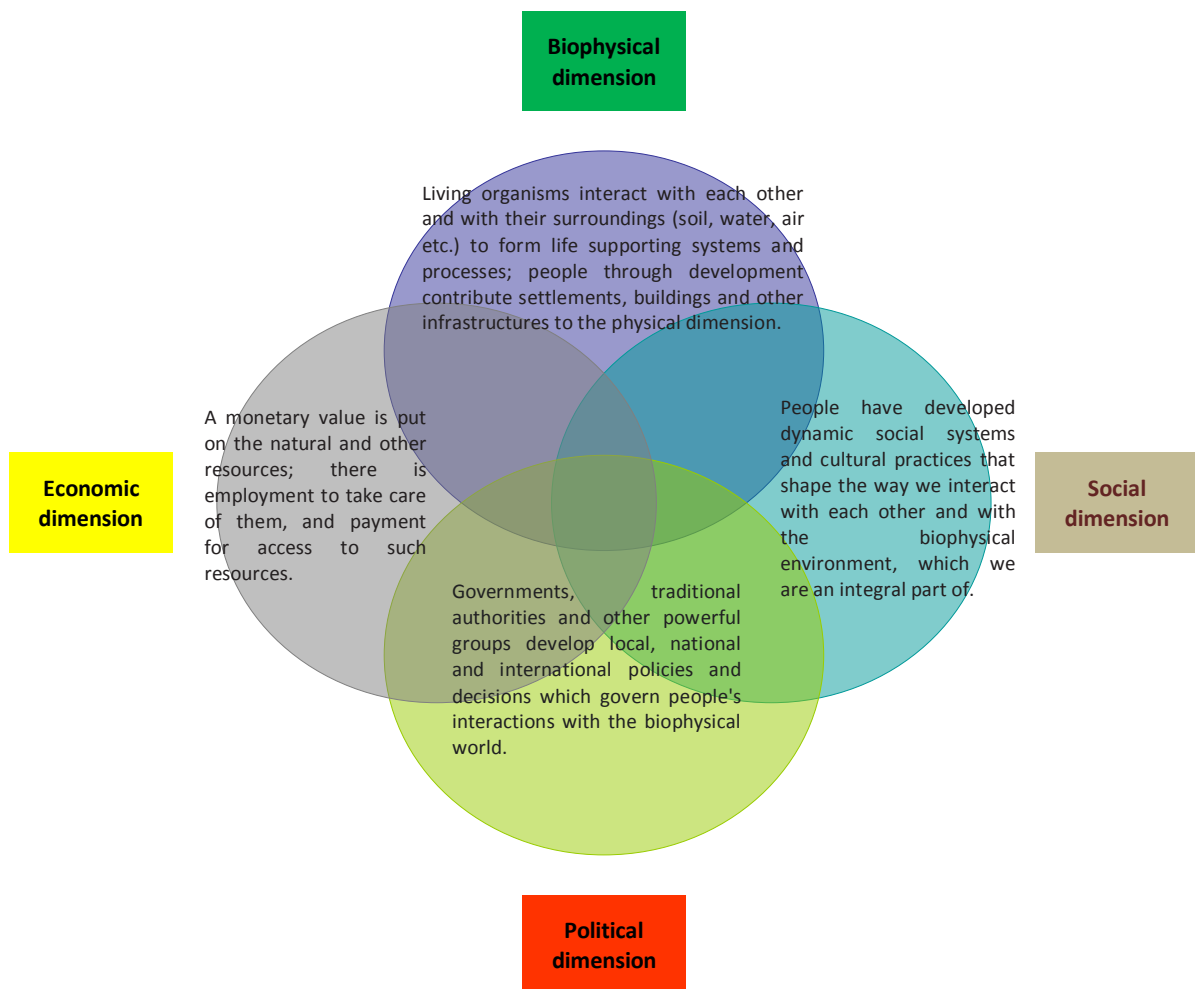 Biophysical
dimension
Living organisms interact with each other
and with their surroundings (soil, water, air
etc.) to form life supporting systems and
processes; people through development
contribute settlements, buildings and other
infrastructures to the physical dimension.
A monetary value is put
on the natural and other
resources; there is
employment to take care
of them, and payment
for access to such
resources.
Economic
dimension
People have developed
dynamic social systems
and cultural practices that
shape the way we interact
with each other and with
the biophysical
environment, which we
are an integral part of.
Social
dimension
Governments, traditional
authorities and other powerful
groups develop local, national
and international policies and
decisions which govern people's
interactions with the biophysical
world.
Political
dimension